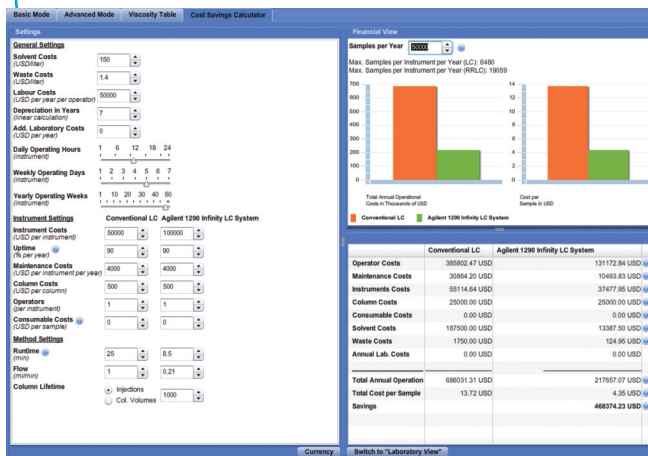 Basic Mode Advanced Mode Viscosity Table Cost Savings Calculator
Settings
General Settings
Solvent Costs 150
(USD/liter)
Waste Costs 1.4
(USD/liter)
Labour Costs 50000
(USD per year per operator)
Depreciation in Years 7
(linear calculation)
Add. Laboratory Costs 0
(USD per year)
Daily Operating Hours 1 6 12 18 24
(instrument)
Weekly Operating Days 1 2 3 4 5 6 7
(instrument)
Yearly Operating Weeks 1 10 20 30 40 50
(instrument)
Instrument Settings Conventional LC Agilent 1290 Infinity LC System
Instrument Costs 50000 100000
(USD per instrument)
Uptime 90 90
(% per year)
Maintenance Costs 4000 4000
(USD per instrument per year)
Column Costs 500 500
(USD per column)
Operators 1 1
(per instrument)
Consumable Costs 0 0
(USD per sample)
Method Settings
Runtime 25 8.5
(min)
Flow 1 0.21
(ml/min)
Column Lifetime Injections 1000
Col. Volumes
Currency
Financial View
Samples per Year 50000
Max. Samples per Instrument per Year (LC): 6480
Max. Samples per Instrument per Year (RRLC): 19059
700 14
600 12
500 10
400 8
300 6
200 4
100 2
0 0
Total Annual Operational Cost per
Costs in Thousands of USD Sample in USD
Conventional LC Agilent 1290 Infinity LC System
Conventional LC Agilent 1290 Infinity LC System
Operator Costs 385802.47 USD 131172.84 USD
Maintenance Costs 30864.20 USD 10493.83 USD
Instruments Costs 55114.64 USD 37477.95 USD
Column Costs 25000.00 USD 25000.00 USD
Consumable Costs 0.00 USD 0.00 USD
Solvent Costs 187500.00 USD 13387.50 USD
Waste Costs 1750.00 USD 124.95 USD
Annual Lab. Costs 0.00 USD 0.00 USD
Total Annual Operation 686031.31 USD 217657.07 USD
Total Cost per Sample 13.72 USD 4.35 USD
Savings 468374.23 USD
Switch to "Laboratory View"